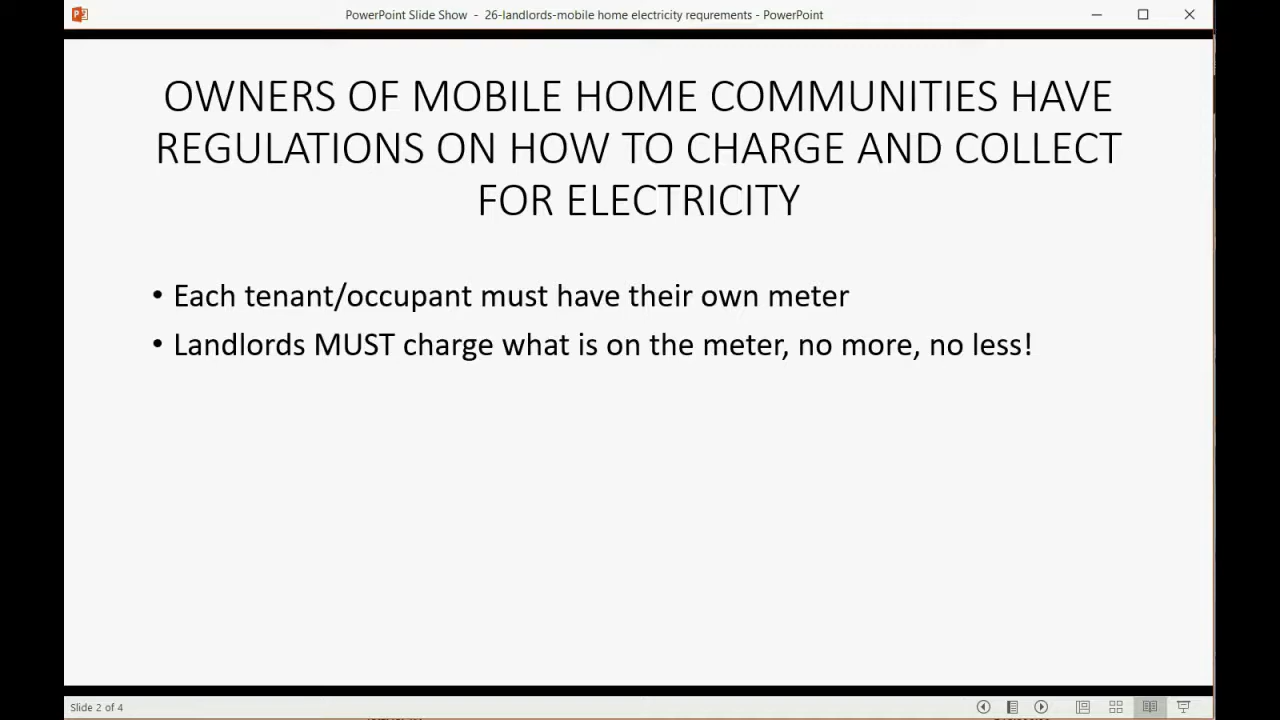 PowerPoint Slide Show - 26-landlords-mobile home electricity requrements - PowerPoint
OWNERS OF MOBILE HOME COMMUNITIES HAVE
REGULATIONS ON HOW TO CHARGE AND COLLECT
FOR ELECTRICITY
• Each tenant/occupant must have their own meter
• Landlords MUST charge what is on the meter, no more, no less!
Slide 2 of 4